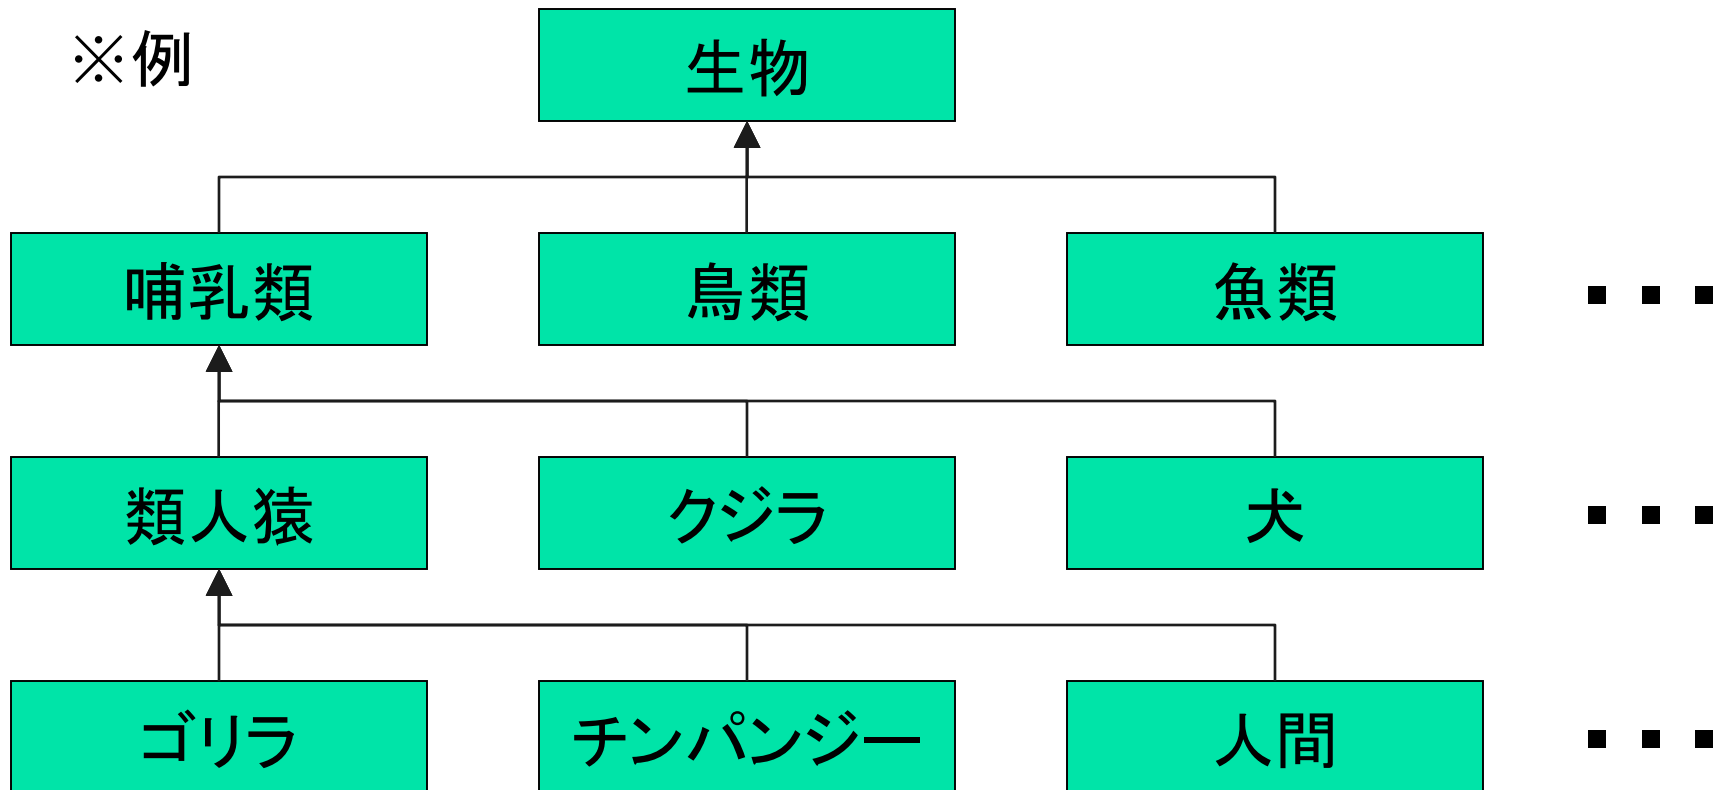 ※例
生物
哺乳類
鳥類
魚類
・・・
類人猿
クジラ
犬
・・・
ゴリラ
チンパンジー
人間
・・・